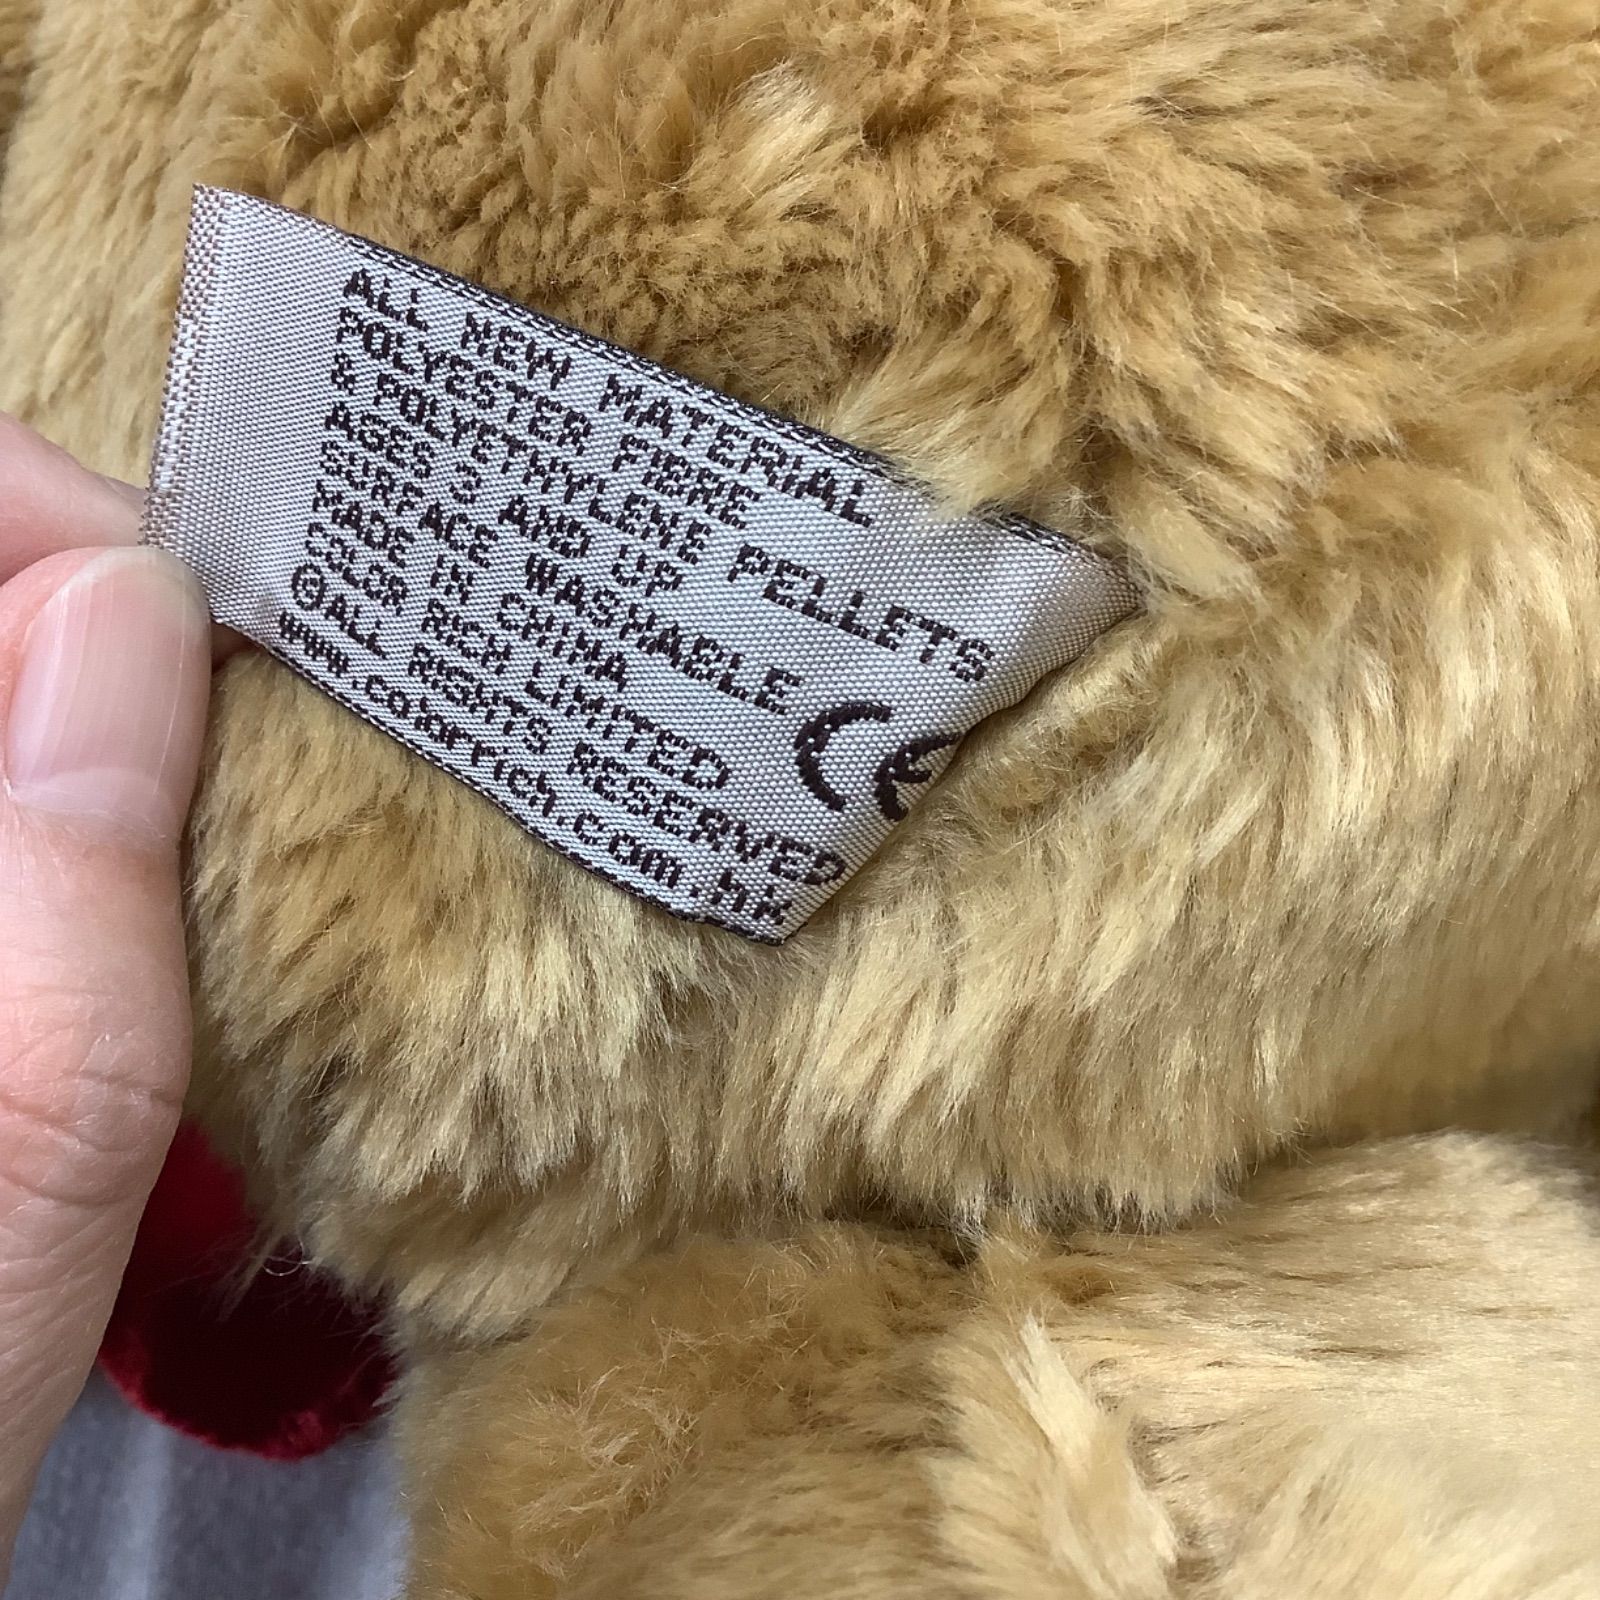 ALL NEW MATERIAL
POLYESTER FIBRE
& POLYETHYLENE PELLETS
AGES 3 AND UP
SURFACE WASHABLE
MADE IN CHINA
COLOR RICH LIMITED
©ALL RIGHTS RESERVED
www.colorrich.com.hk
CE